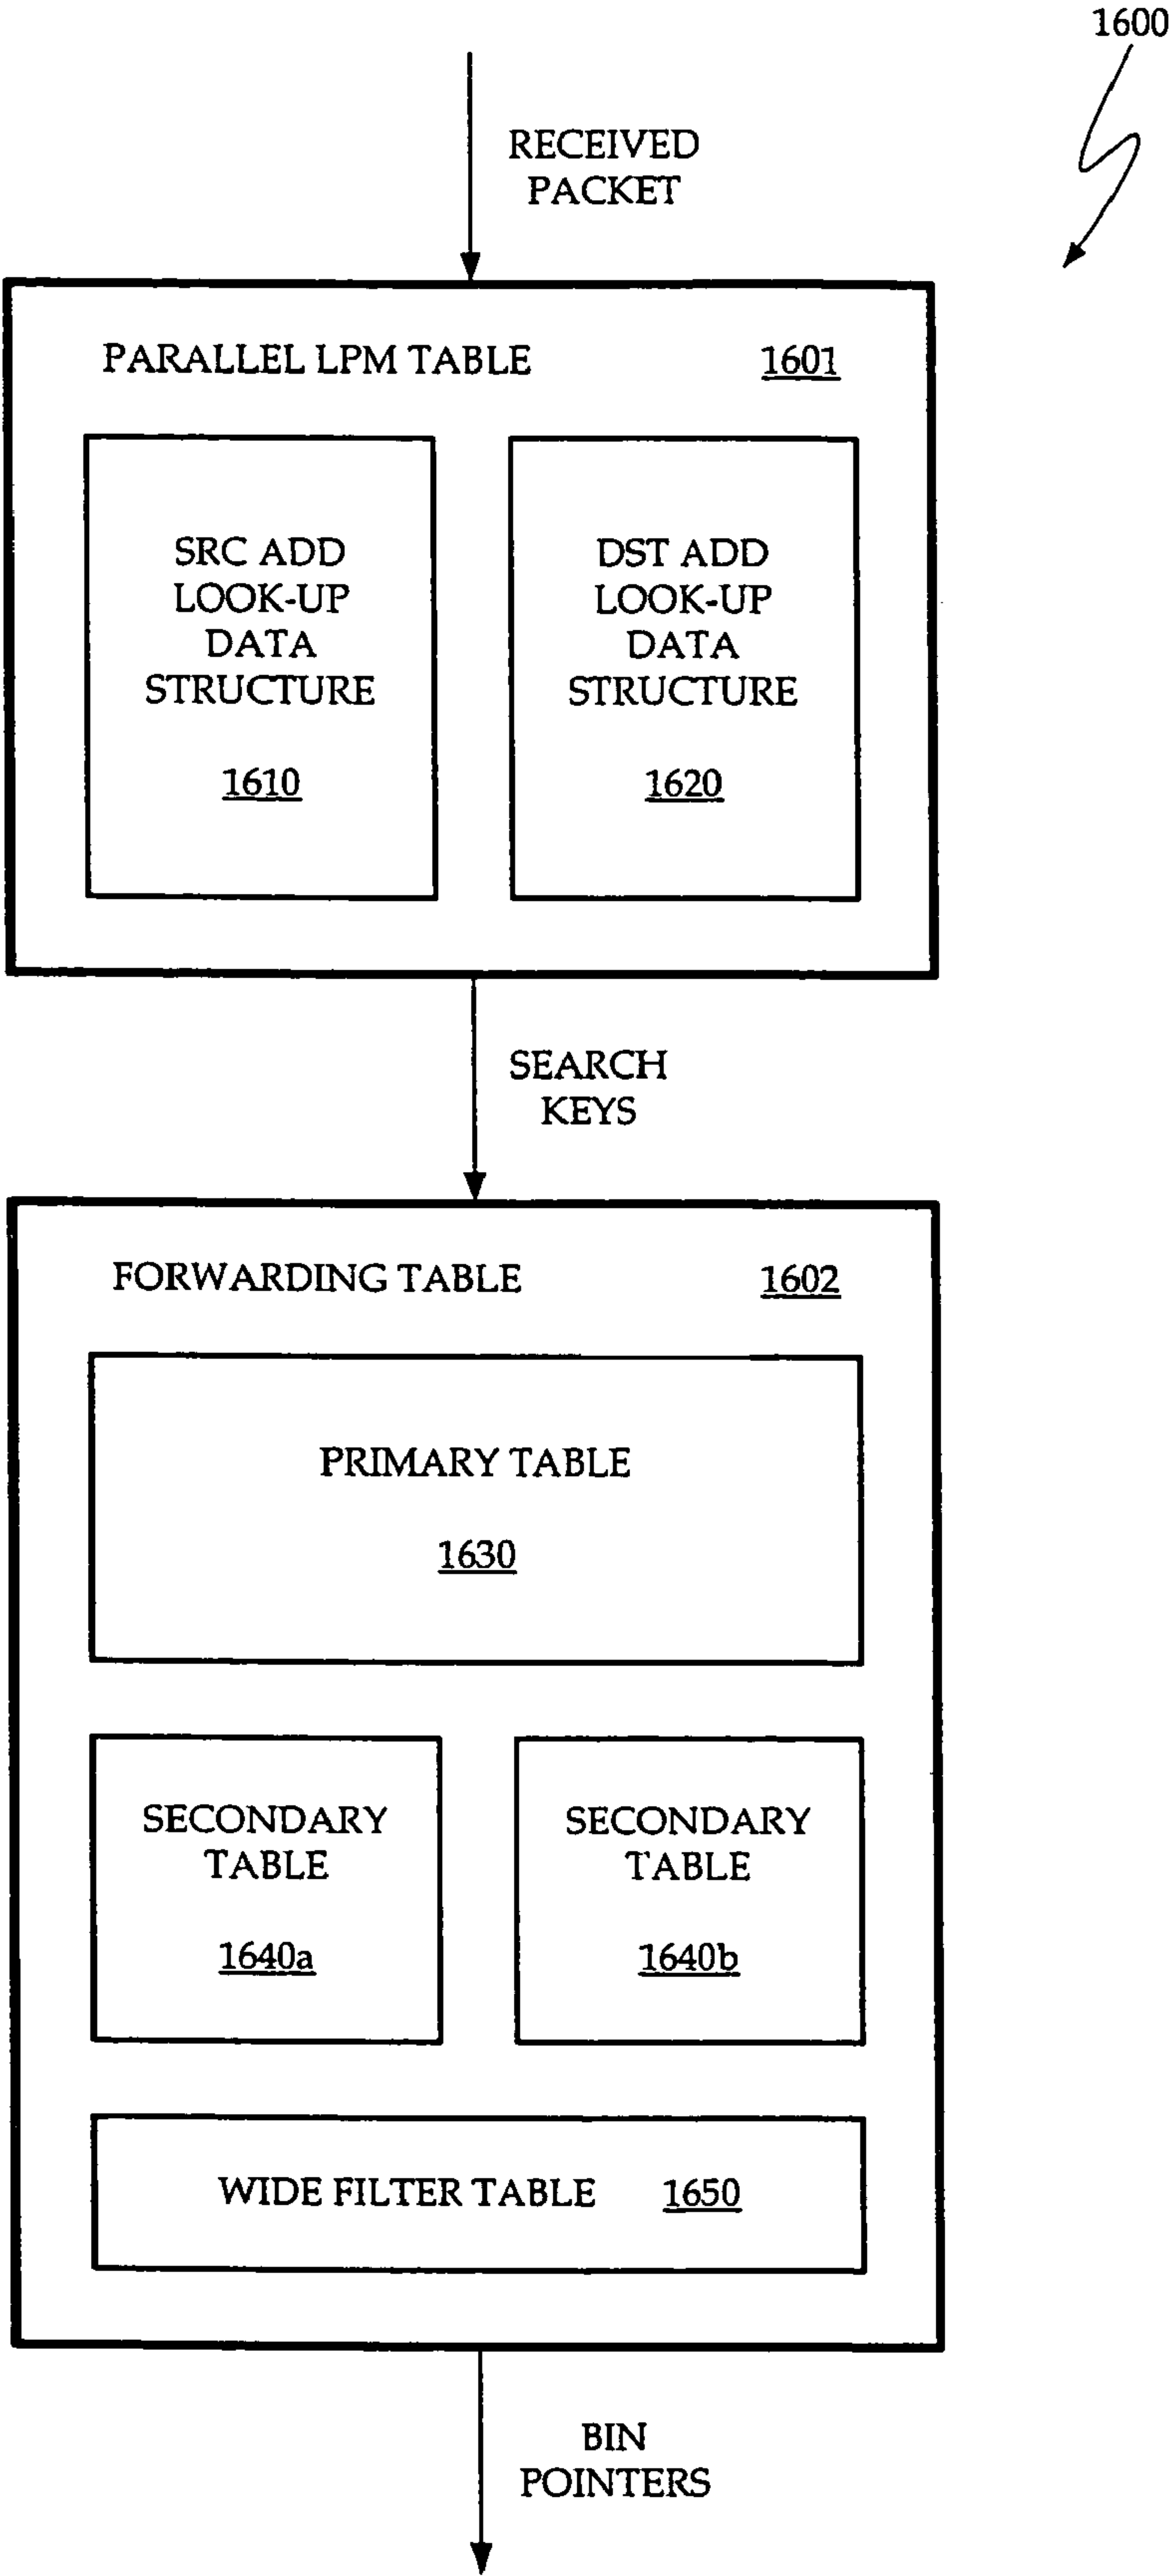 1600
RECEIVED
PACKET
PARALLEL LPM TABLE 1601
SRC ADD
LOOK-UP
DATA
STRUCTURE
1610
DST ADD
LOOK-UP
DATA
STRUCTURE
1620
SEARCH
KEYS
FORWARDING TABLE 1602
PRIMARY TABLE
1630
SECONDARY
TABLE
1640a
SECONDARY
TABLE
1640b
WIDE FILTER TABLE 1650
BIN
POINTERS